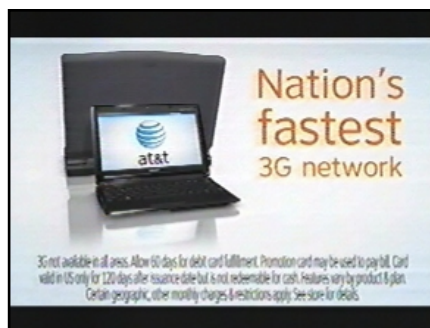 Nation's
fastest
3G network
at&t
3G not available in all areas. Allow 60 days for debit card fulfillment. Promotion card may be used to pay bill. Card
valid in US only for 120 days after issuance date but is not redeemable for cash. Features vary by product & plan.
Certain geographic, other monthly charges & restrictions apply. See store for details.